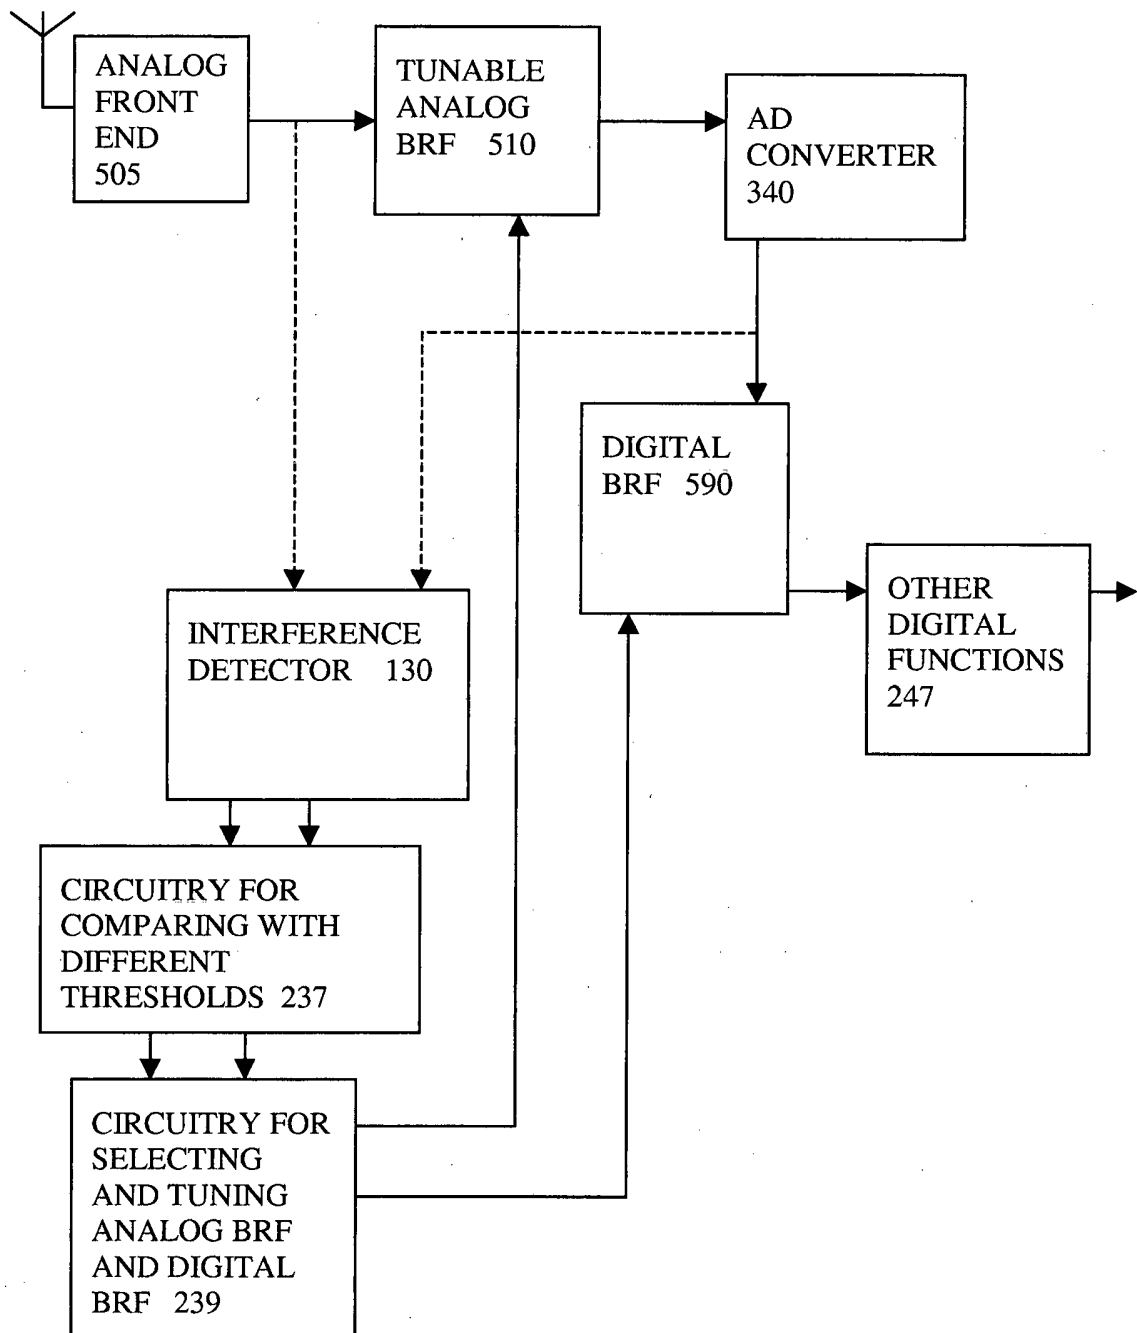 ANALOG
FRONT
END
505
TUNABLE
ANALOG
BRF 510
AD
CONVERTER
340
DIGITAL
BRF 590
OTHER
DIGITAL
FUNCTIONS
247
INTERFERENCE
DETECTOR 130
CIRCUITRY FOR
COMPARING WITH
DIFFERENT
THRESHOLDS 237
CIRCUITRY FOR
SELECTING
AND TUNING
ANALOG BRF
AND DIGITAL
BRF 239